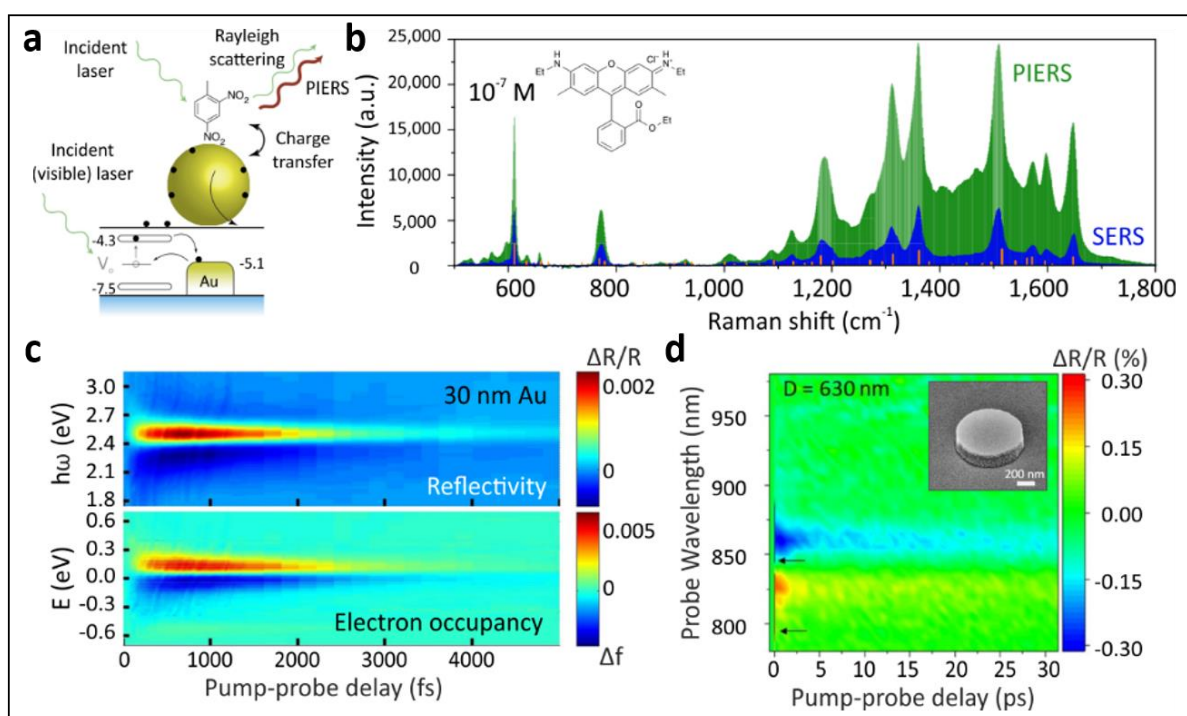 a
Incident
laser
Rayleigh
scattering
PIERS
NO₂
NO₂
Charge
transfer
Incident
(visible) laser
-4.3
Vₒ
-7.5
-5.1
Au
b
25,000
20,000
15,000
10,000
5,000
0
Intensity (a.u.)
10⁻⁷ M
H
N
Et
O
Cl⁻
H
N⁺
Et
O
O
Et
PIERS
SERS
600
800
1,000
1,200
1,400
1,600
1,800
Raman shift (cm⁻¹)
c
ΔR/R
3.0
2.7
2.4
2.1
1.8
ħω (eV)
30 nm Au
Reflectivity
0.002
0
0.6
0.3
0.0
-0.3
-0.6
E (eV)
Electron occupancy
0.005
0
Δf
0
1000
2000
3000
4000
Pump-probe delay (fs)
d
ΔR/R (%)
D = 630 nm
200 nm
950
900
850
800
Probe Wavelength (nm)
0.30
0.15
0.00
-0.15
-0.30
0
5
10
15
20
25
30
Pump-probe delay (ps)